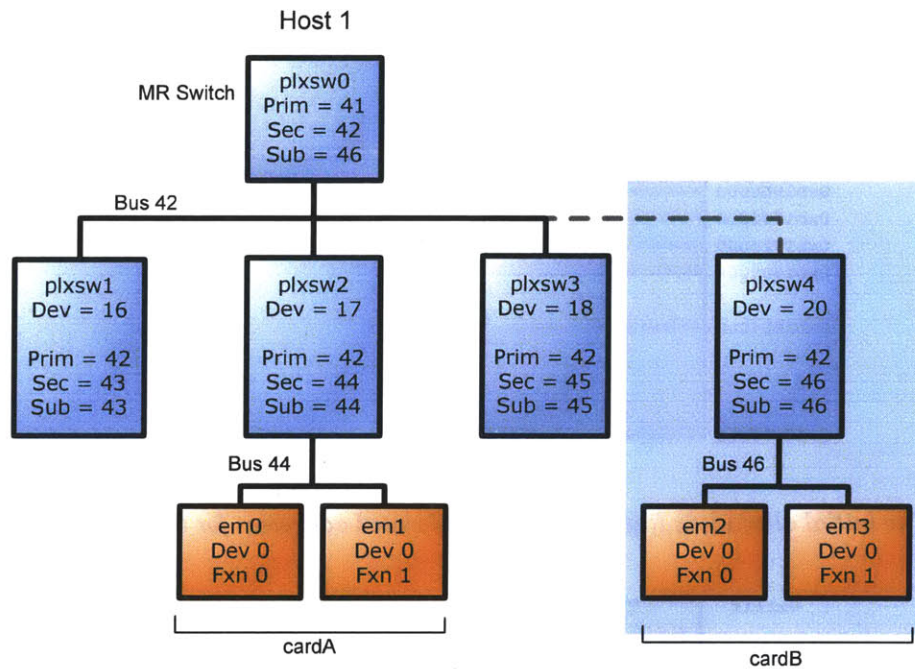 Host 1
MR Switch
plxsw0
Prim = 41
Sec = 42
Sub = 46
Bus 42
plxsw1
Dev = 16
Prim = 42
Sec = 43
Sub = 43
plxsw2
Dev = 17
Prim = 42
Sec = 44
Sub = 44
plxsw3
Dev = 18
Prim = 42
Sec = 45
Sub = 45
plxsw4
Dev = 20
Prim = 42
Sec = 46
Sub = 46
Bus 44
Bus 46
em0
Dev 0
Fxn 0
em1
Dev 0
Fxn 1
em2
Dev 0
Fxn 0
em3
Dev 0
Fxn 1
cardA
cardB